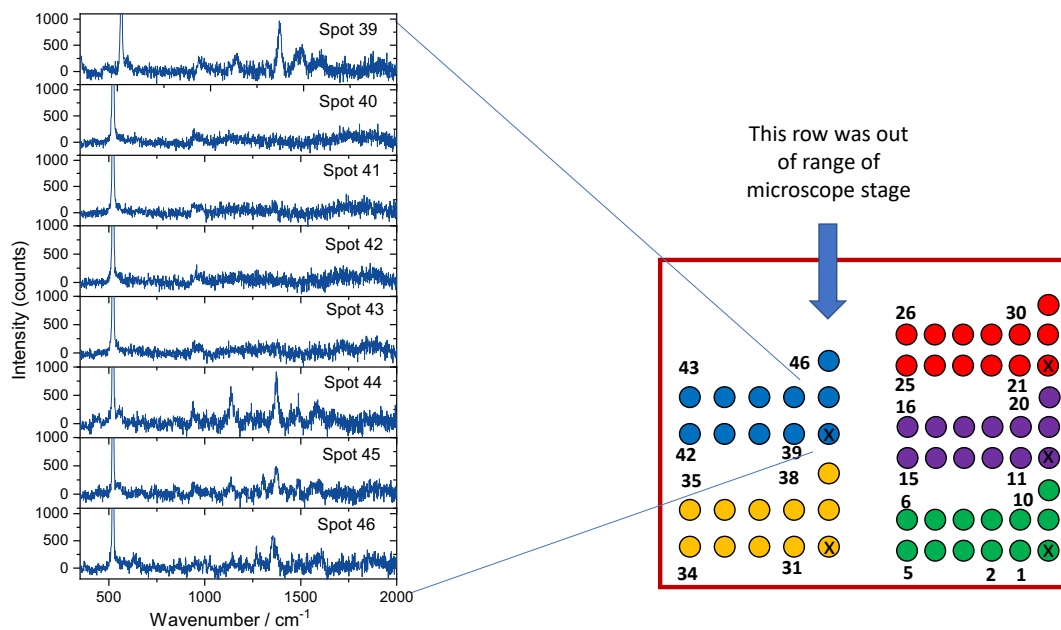 1000
500
0
Spot 39
1000
500
0
Spot 40
1000
500
0
Spot 41
1000
500
0
Spot 42
1000
500
0
Spot 43
1000
500
0
Spot 44
1000
500
0
Spot 45
1000
500
0
Spot 46
500 1000 1500 2000
Intensity (counts)
Wavenumber / cm⁻¹
This row was out
of range of
microscope stage
43 46
42 39
35 38
34 31
X
X
26 30
X
25 21
16 20
X
15 11
6 10
X
5 2 1